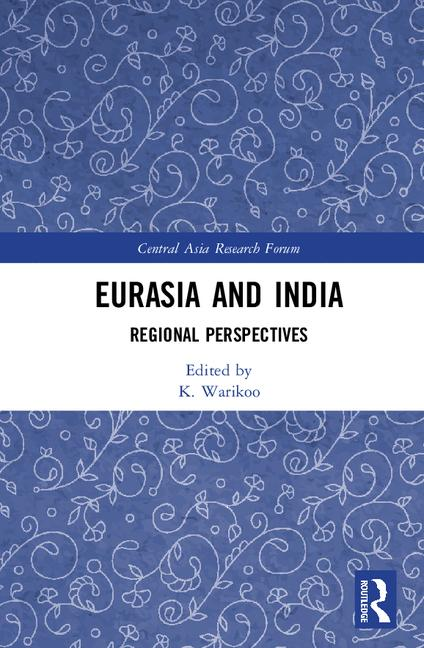 Central Asia Research Forum
EURASIA AND INDIA
REGIONAL PERSPECTIVES
Edited by
K. Warikoo
ROUTLEDGE